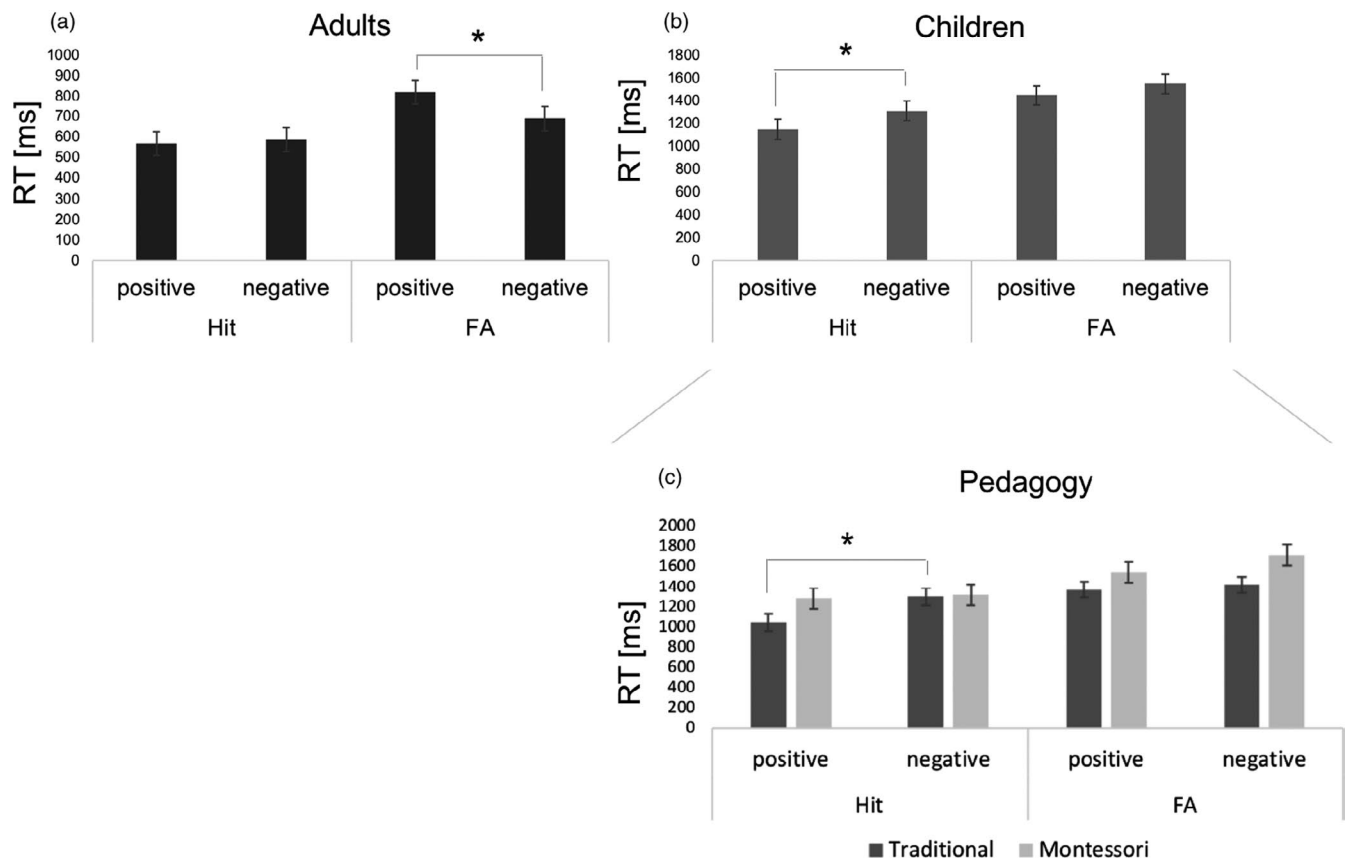 (a)
Adults
*
RT [ms]
1000
900
800
700
600
500
400
300
200
100
0
positive negative positive negative
Hit FA
(b)
Children
*
RT [ms]
1800
1600
1400
1200
1000
800
600
400
200
0
positive negative positive negative
Hit FA
(c)
Pedagogy
*
RT [ms]
2000
1800
1600
1400
1200
1000
800
600
400
200
0
positive negative positive negative
Hit FA
Traditional Montessori